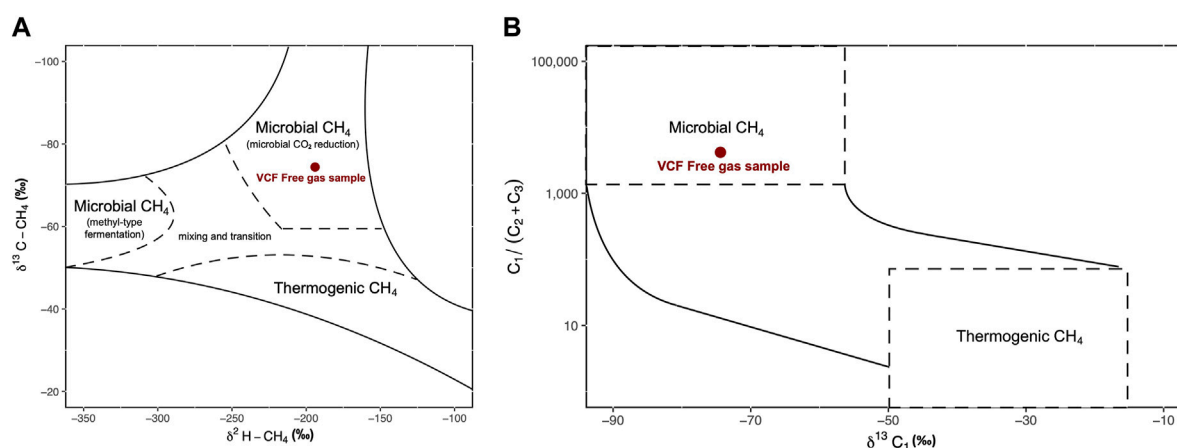 A
B
δ¹³ C – CH₄ (‰)
−100
−80
−60
−40
−20
Microbial CH₄
(microbial CO₂ reduction)
VCF Free gas sample
Microbial CH₄
(methyl-type
fermentation)
mixing and transition
Thermogenic CH₄
−350
−300
−250
−200
−150
−100
δ² H – CH₄ (‰)
C₁ / (C₂ + C₃)
100,000
1,000
10
Microbial CH₄
VCF Free gas sample
Thermogenic CH₄
−90
−70
−50
−30
−10
δ¹³ C₁ (‰)